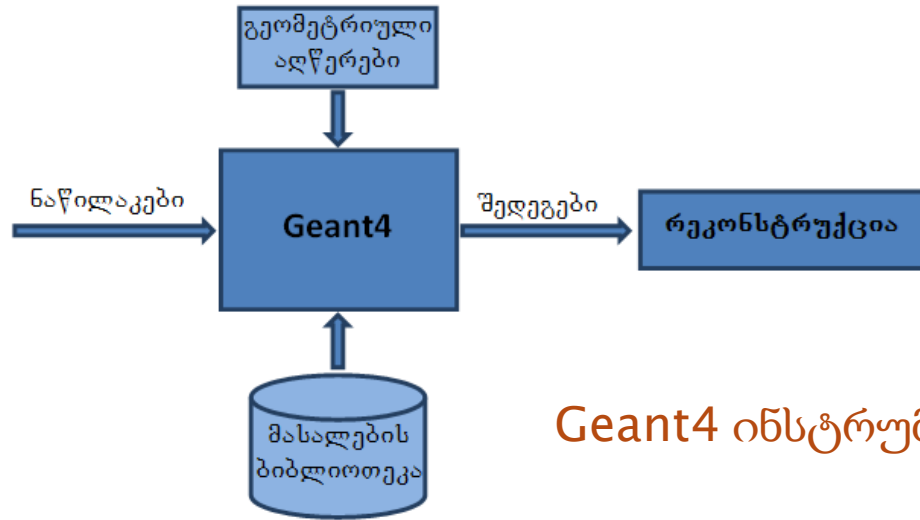 გეომეტრიული
აღწერები
ნაწილაკები
Geant4
შედეგები
რეკონსტრუქცია
მასალების
ბიბლიოთეკა
Geant4